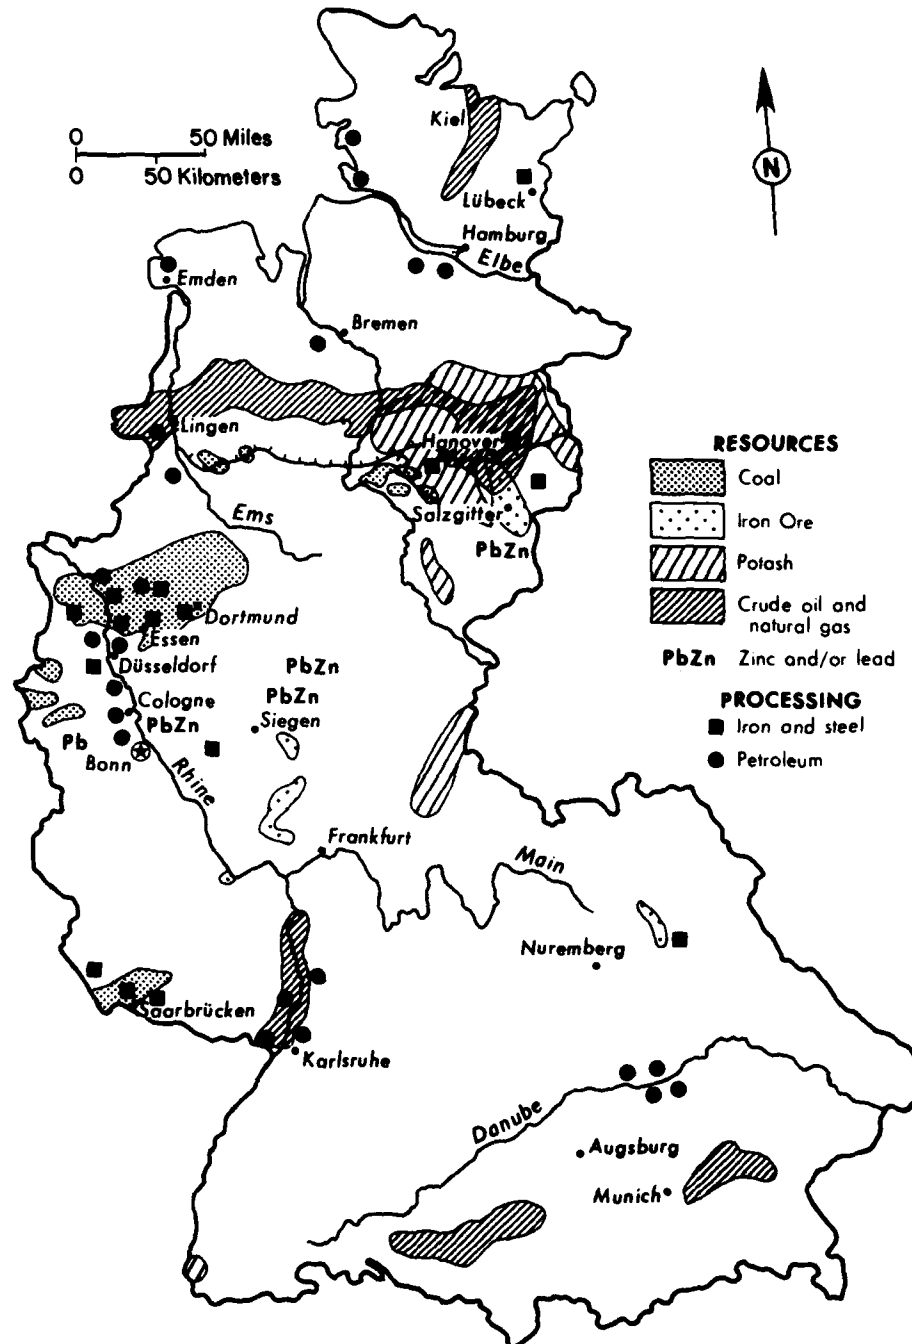 Kiel
0 50 Miles
0 50 Kilometers
N
Lübeck
Hamburg
Elbe
Emden
Bremen
Lingen
Hanover
Ems
Salzgitter
PbZn
Dortmund
Essen
Düsseldorf
PbZn
PbZn
Cologne
PbZn
Siegen
Pb
Bonn
Rhine
Frankfurt
Main
Nuremberg
Saarbrücken
Karlsruhe
Danube
Augsburg
Munich
RESOURCES
Coal
Iron Ore
Potash
Crude oil and
natural gas
PbZn Zinc and/or lead
PROCESSING
Iron and steel
Petroleum